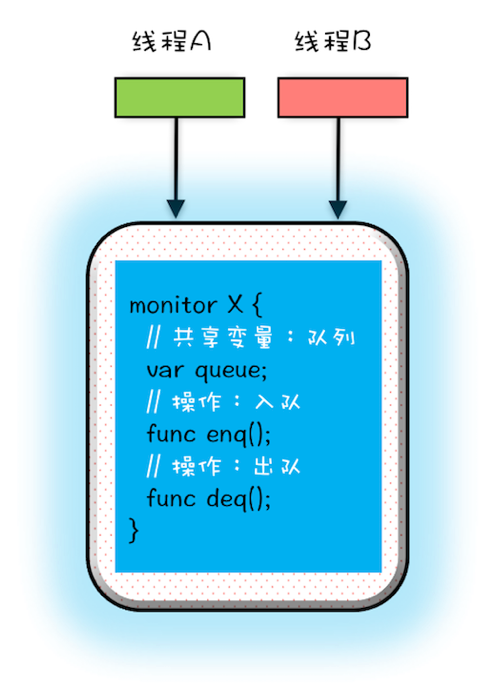 线程A 线程B
monitor X {
// 共享变量：队列
var queue;
// 操作：入队
func enq();
// 操作：出队
func deq();
}